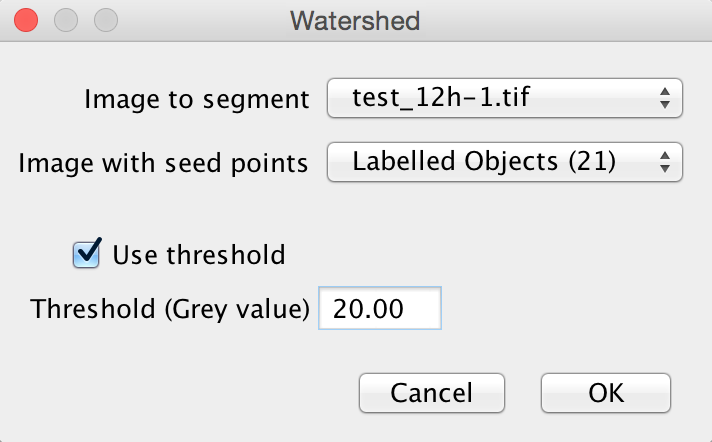 Watershed
Image to segment test_12h-1.tif
Image with seed points Labelled Objects (21)
Use threshold
Threshold (Grey value) 20.00
Cancel OK